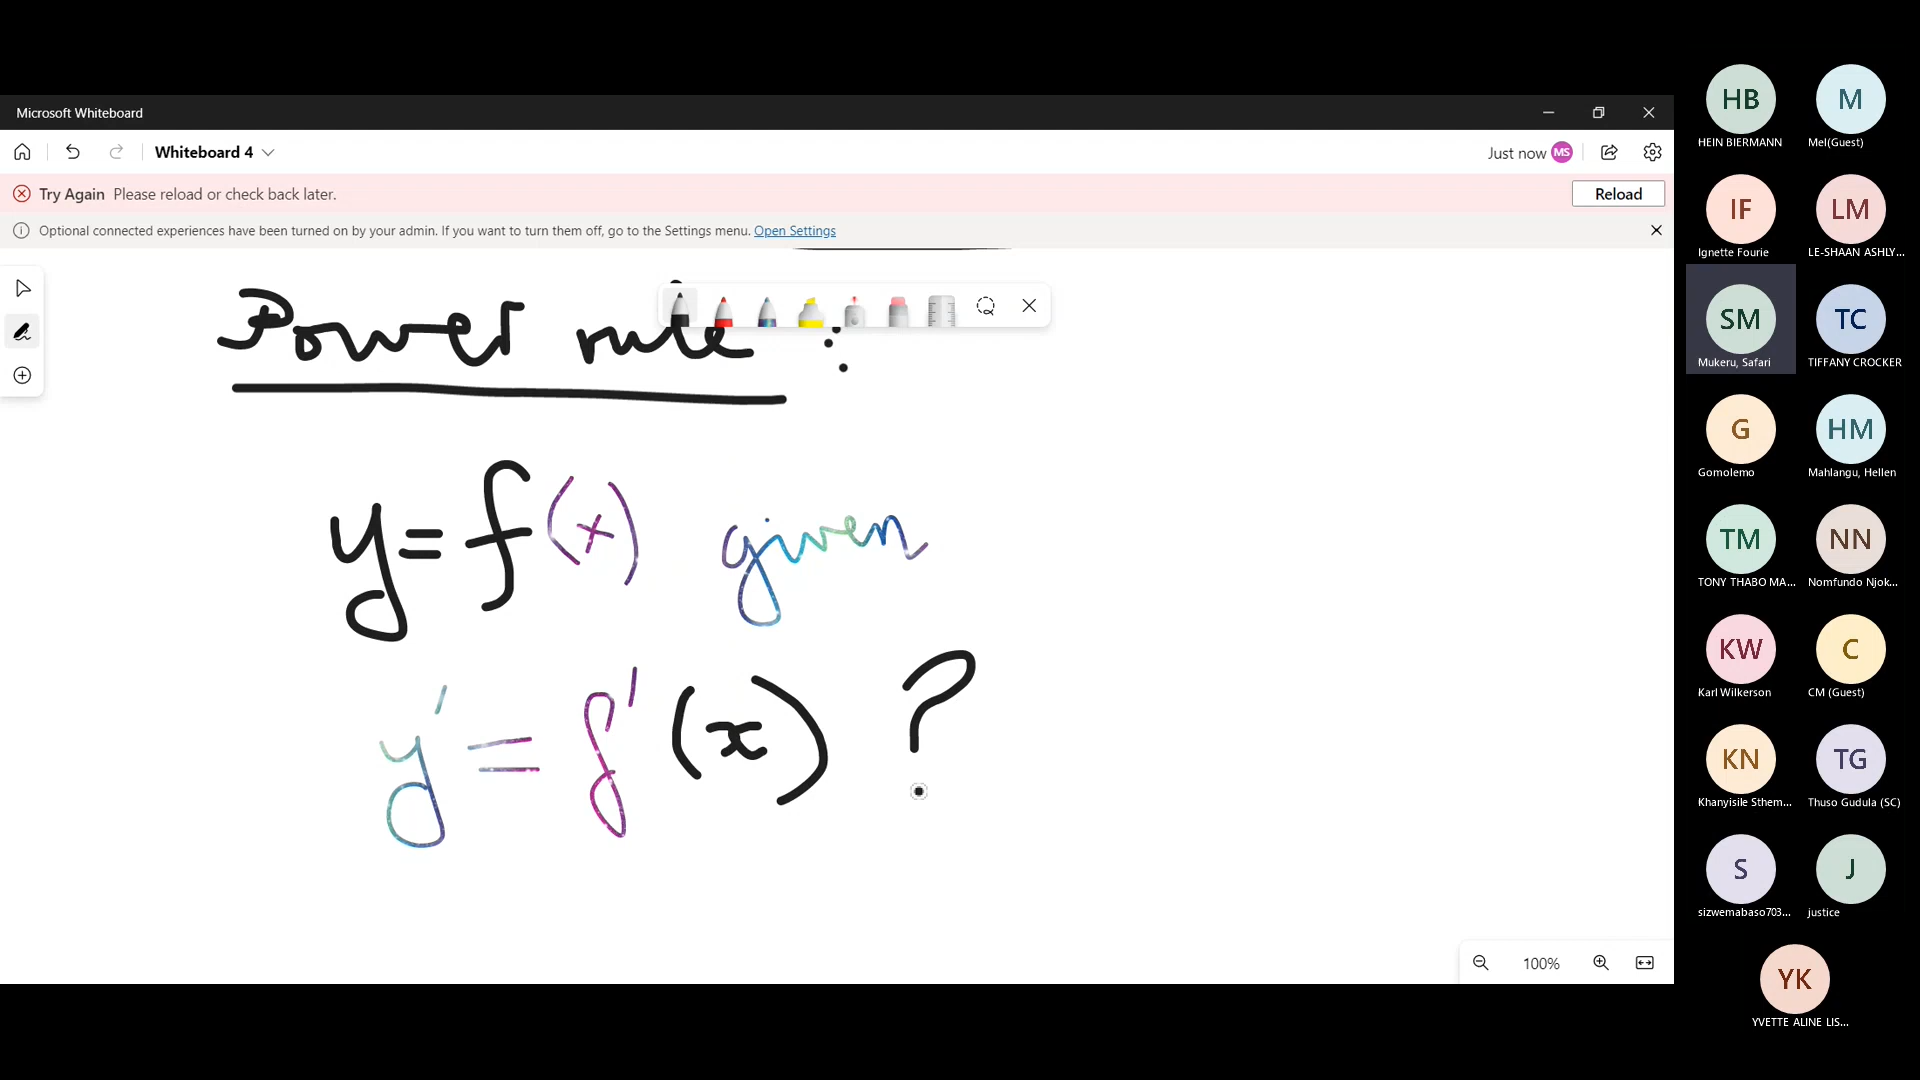 Microsoft Whiteboard
Whiteboard 4
Just now MS
Try Again Please reload or check back later.
Reload
Optional connected experiences have been turned on by your admin. If you want to turn them off, go to the Settings menu. Open Settings
Power rule :
y = f(x) given
y' = f'(x) ?
100%
HB
HEIN BIERMANN
M
Mel(Guest)
IF
Ignette Fourie
LM
LE-SHAAN ASHLY...
SM
Mukeru, Safari
TC
TIFFANY CROCKER
G
Gomolemo
HM
Mahlangu, Hellen
TM
TONY THABO MA...
NN
Nomfundo Njok...
KW
Karl Wilkerson
C
CM (Guest)
KN
Khanyisile Sthem...
TG
Thuso Gudula (SC)
S
sizwemabaso703...
J
justice
YK
YVETTE ALINE LIS...